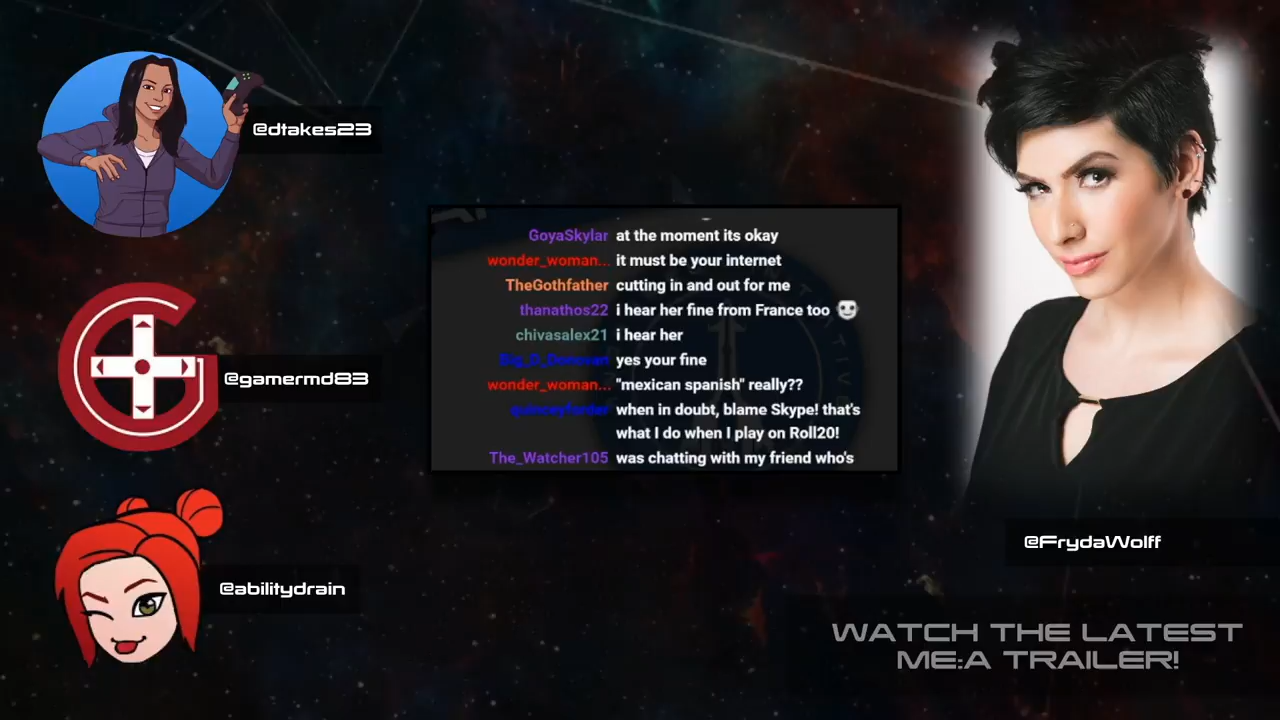 @dtakes23
@gamermd83
@abilitydrain
GoyaSkylar at the moment its okay
wonder_woman... it must be your internet
TheGothfather cutting in and out for me
thanathos22 i hear her fine from France too
chivasalex21 i hear her
Big_D_Donovan yes your fine
wonder_woman... "mexican spanish" really??
when in doubt, blame Skype! that's
what I do when I play on Roll20!
The_Watcher105 was chatting with my friend who's
@FrydaWolff
WATCH THE LATEST
ME:A TRAILER!